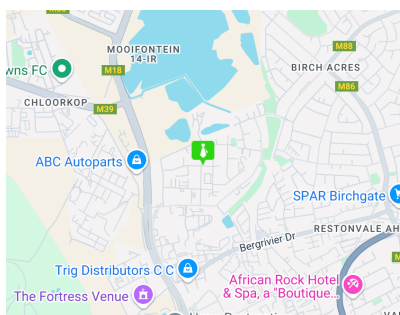 MOOIFONTEIN
14-IR
M88
BIRCH ACRES
wns FC
M18
M86
CHLOORKOP
M39
ABC Autoparts
SPAR Birchgate
RESTONVALE AH
Bergrivier Dr
Trig Distributors C C
African Rock Hotel
& Spa, a "Boutique...
The Fortress Venue